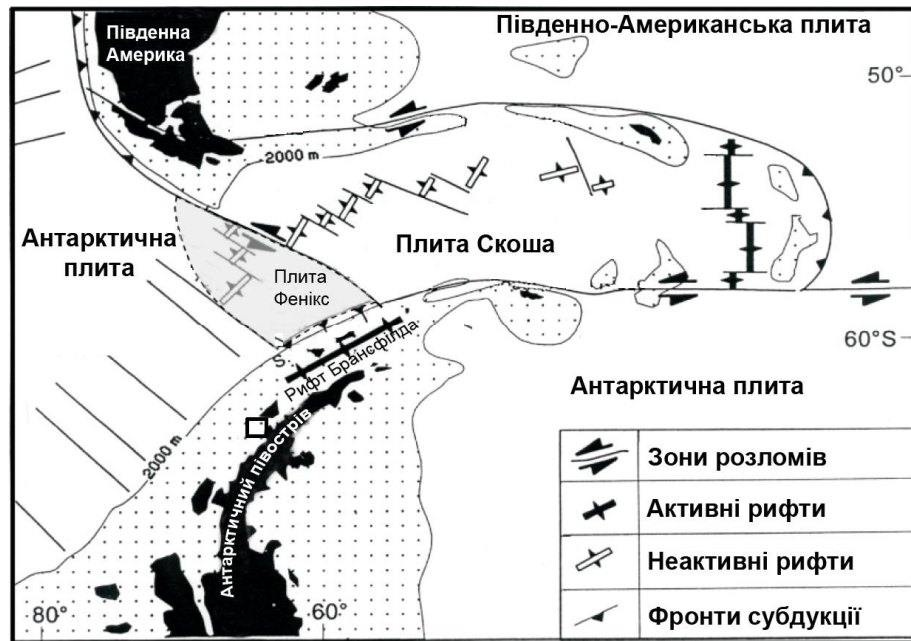 Південна
Америка
Південно-Американська плита
50°
2000 m
Антарктична
плита
Плита Скоша
Плита
Фенікс
60°S
S
Рифт Брансфілда
Антарктична плита
2000 m
Антарктичний півострів
Зони розломів
Активні рифти
Неактивні рифти
Фронти субдукції
80°
60°